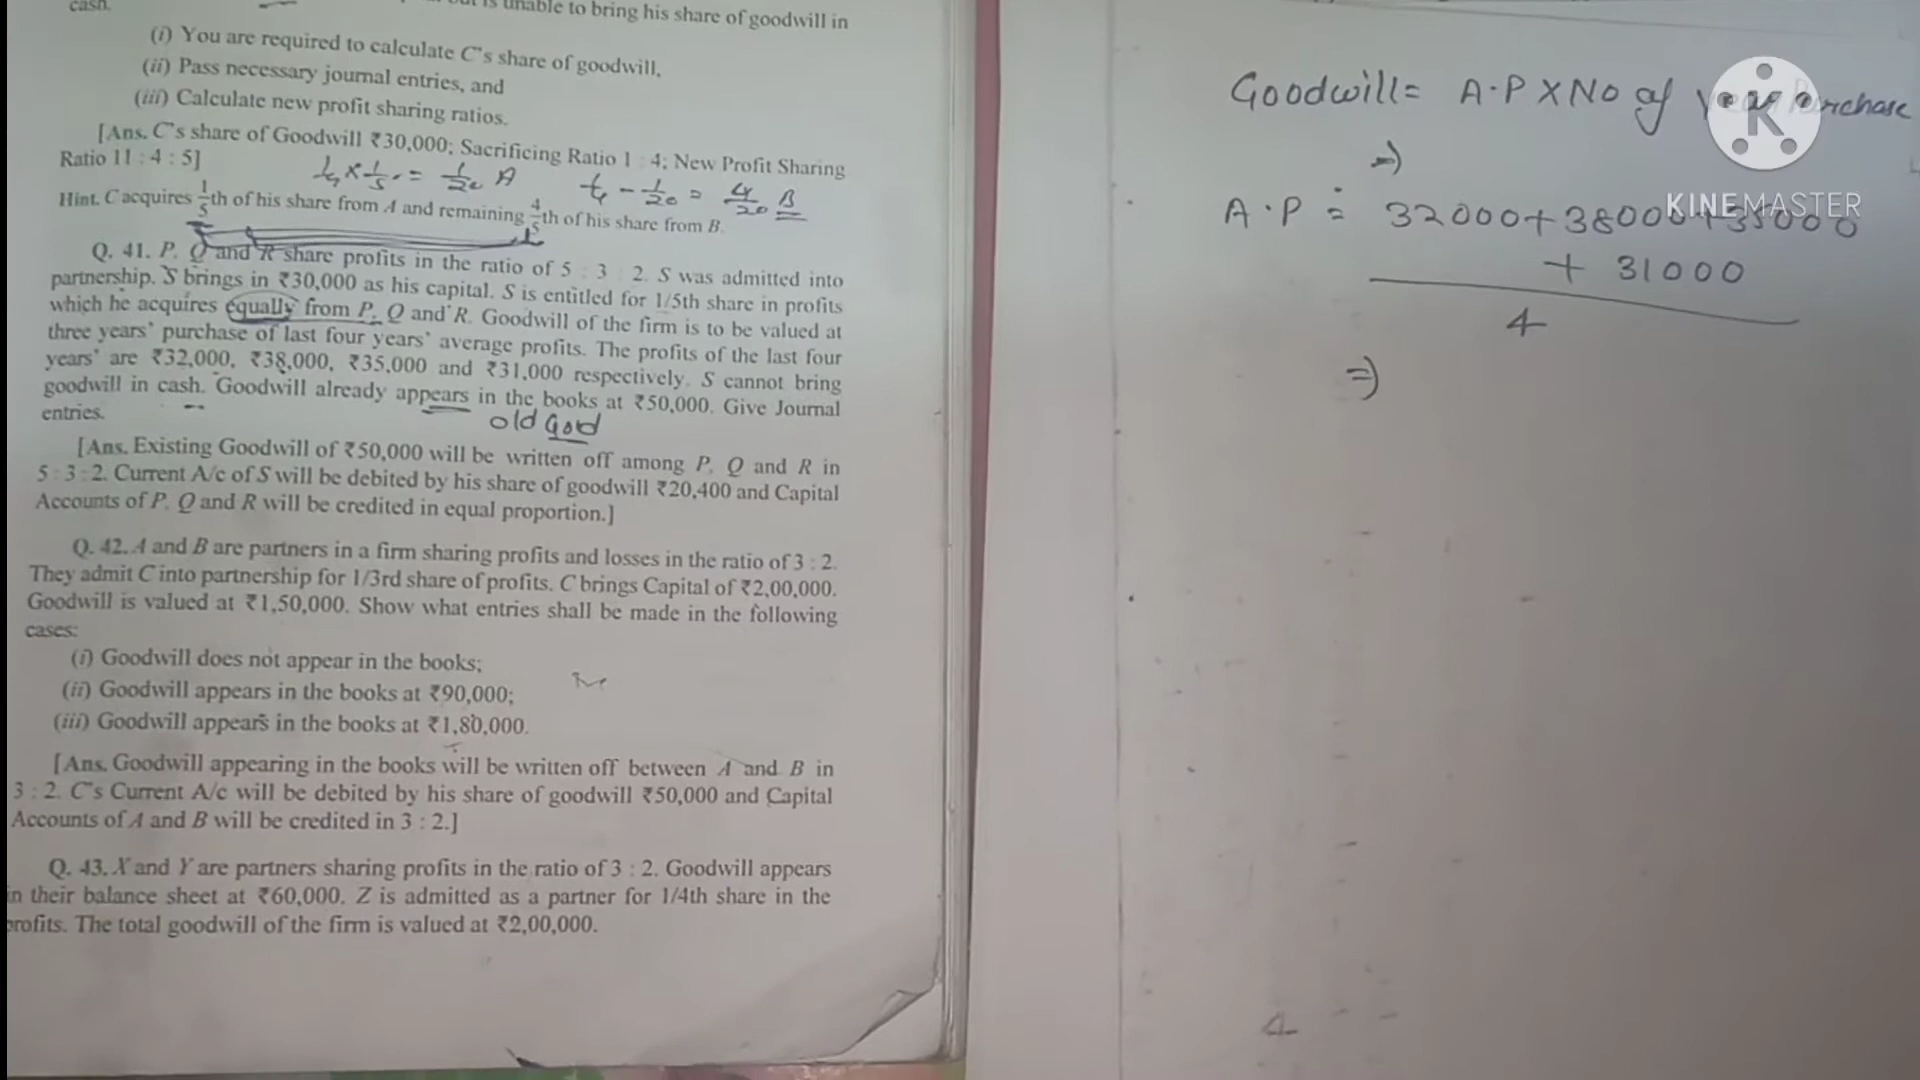 cash.
is unable to bring his share of goodwill in
(i) You are required to calculate C's share of goodwill,
(ii) Pass necessary journal entries, and
(iii) Calculate new profit sharing ratios.
[Ans. C's share of Goodwill ₹30,000; Sacrificing Ratio 1 : 4; New Profit Sharing
Ratio 11 : 4 : 5]
1/4 × 1/5 = 1/20 A 1/4 - 1/20 = 4/20 B
Hint. C acquires 1/5th of his share from A and remaining 4/5th of his share from B.
Q. 41. P, Q and R share profits in the ratio of 5 : 3 : 2. S was admitted into
partnership. S brings in ₹30,000 as his capital. S is entitled for 1/5th share in profits
which he acquires equally from P, Q and R. Goodwill of the firm is to be valued at
three years' purchase of last four years' average profits. The profits of the last four
years' are ₹32,000, ₹38,000, ₹35,000 and ₹31,000 respectively. S cannot bring
goodwill in cash. Goodwill already appears in the books at ₹50,000. Give Journal
entries.
old God
[Ans. Existing Goodwill of ₹50,000 will be written off among P, Q and R in
5 : 3 : 2. Current A/c of S will be debited by his share of goodwill ₹20,400 and Capital
Accounts of P, Q and R will be credited in equal proportion.]
Q. 42. A and B are partners in a firm sharing profits and losses in the ratio of 3 : 2.
They admit C into partnership for 1/3rd share of profits. C brings Capital of ₹2,00,000.
Goodwill is valued at ₹1,50,000. Show what entries shall be made in the following
cases:
(i) Goodwill does not appear in the books;
(ii) Goodwill appears in the books at ₹90,000;
(iii) Goodwill appears in the books at ₹1,80,000.
[Ans. Goodwill appearing in the books will be written off between A and B in
3 : 2. C's Current A/c will be debited by his share of goodwill ₹50,000 and Capital
Accounts of A and B will be credited in 3 : 2.]
Q. 43. X and Y are partners sharing profits in the ratio of 3 : 2. Goodwill appears
in their balance sheet at ₹60,000. Z is admitted as a partner for 1/4th share in the
profits. The total goodwill of the firm is valued at ₹2,00,000.
Goodwill = A.P × No of Purchase
⇒
A.P = 32000+38000+35000
+ 31000
4
⇒
4
K
KINEMASTER